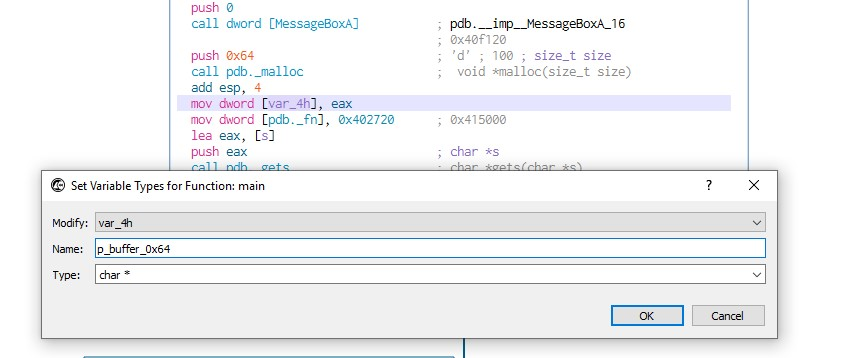 push 0
call dword [MessageBoxA] ; pdb.__imp__MessageBoxA_16
; 0x40f120
push 0x64 ; 'd' ; 100 ; size_t size
call pdb._malloc ; void *malloc(size_t size)
add esp, 4
mov dword [var_4h], eax
mov dword [pdb._fn], 0x402720 ; 0x415000
lea eax, [s]
push eax ; char *s
call pdb._gets ; char *gets(char *s)
Set Variable Types for Function: main
?
Modify: var_4h
Name: p_buffer_0x64
Type: char *
OK Cancel